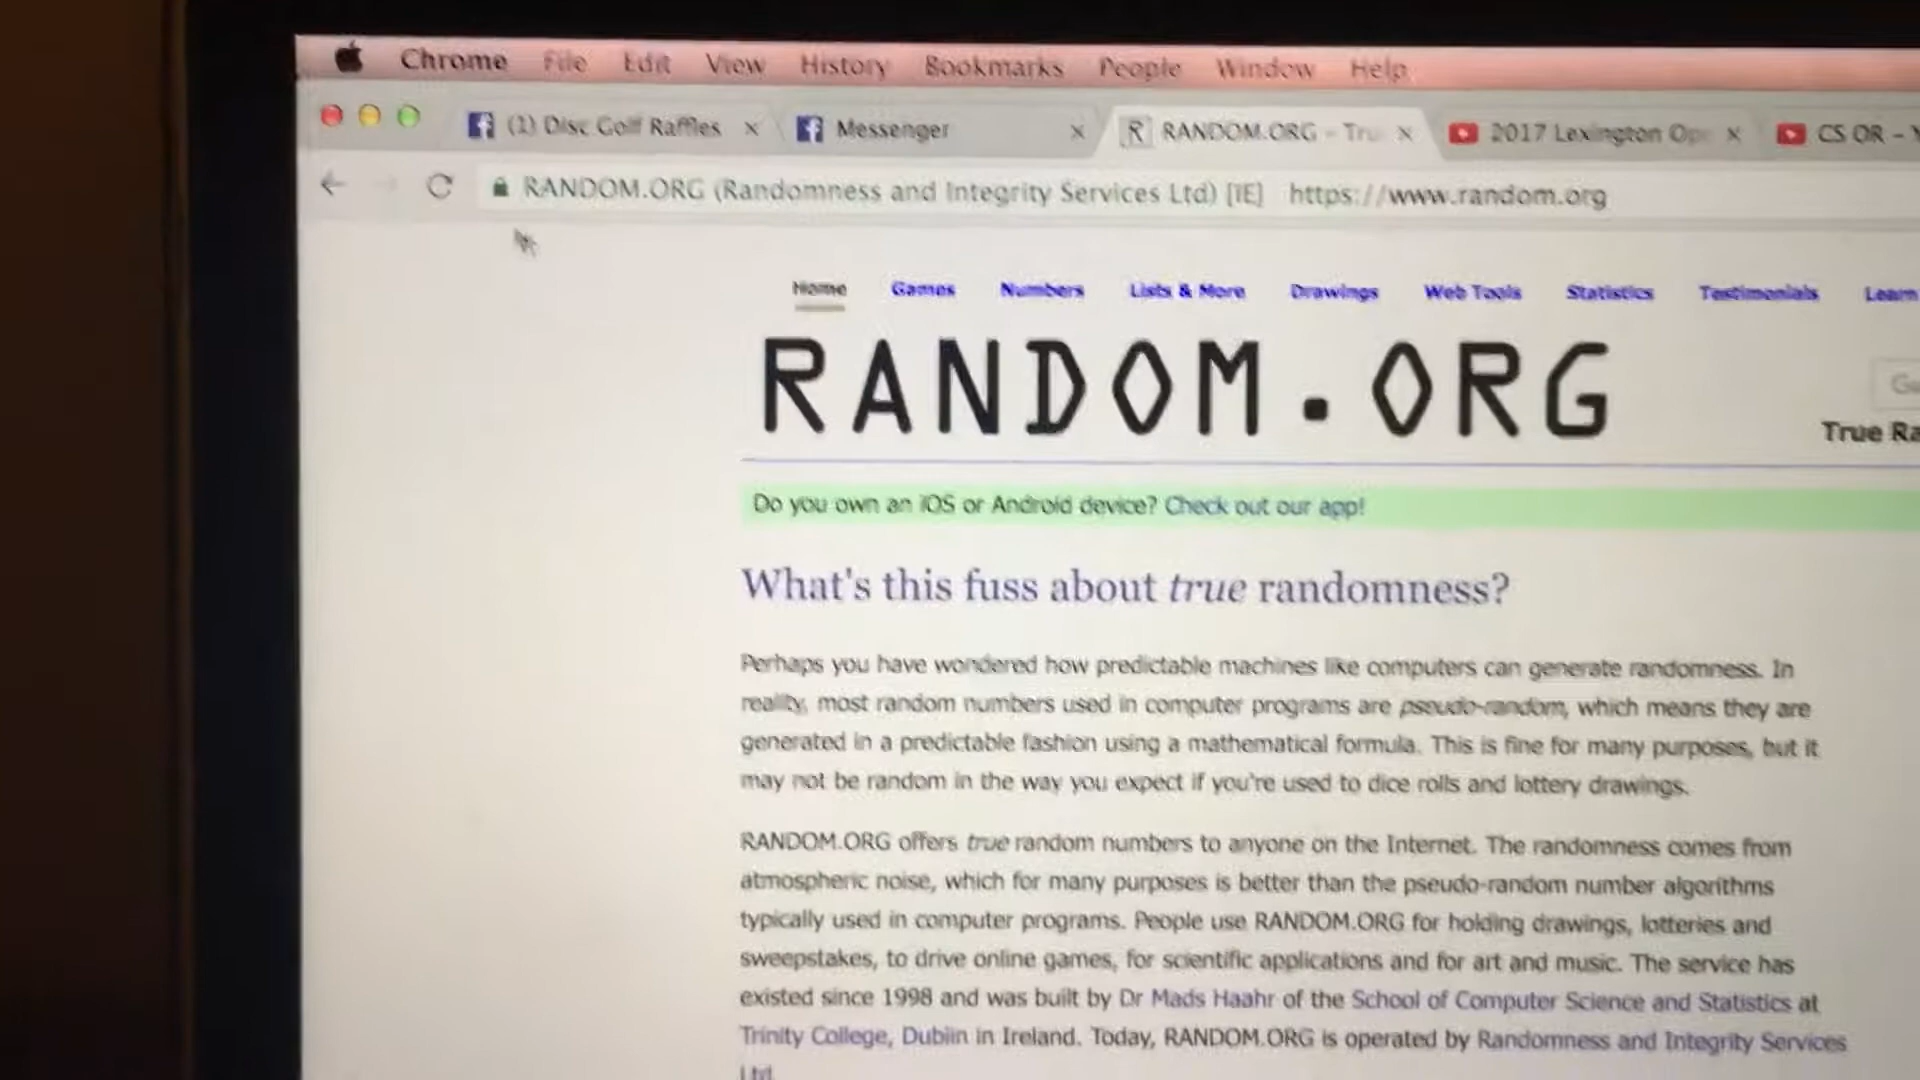 Chrome File Edit View History Bookmarks People Window Help
(1) Disc Golf Raffles Messenger RANDOM.ORG - Tru 2017 Lexington Op CS OR -
RANDOM.ORG (Randomness and Integrity Services Ltd) [IE] https://www.random.org
Home Games Numbers Lists & More Drawings Web Tools Statistics Testimonials Learn
RANDOM.ORG
True Ra
Do you own an iOS or Android device? Check out our app!
What's this fuss about true randomness?
Perhaps you have wondered how predictable machines like computers can generate randomness. In
reality, most random numbers used in computer programs are pseudo-random, which means they are
generated in a predictable fashion using a mathematical formula. This is fine for many purposes, but it
may not be random in the way you expect if you're used to dice rolls and lottery drawings.
RANDOM.ORG offers true random numbers to anyone on the Internet. The randomness comes from
atmospheric noise, which for many purposes is better than the pseudo-random number algorithms
typically used in computer programs. People use RANDOM.ORG for holding drawings, lotteries and
sweepstakes, to drive online games, for scientific applications and for art and music. The service has
existed since 1998 and was built by Dr Mads Haahr of the School of Computer Science and Statistics at
Trinity College, Dublin in Ireland. Today, RANDOM.ORG is operated by Randomness and Integrity Services